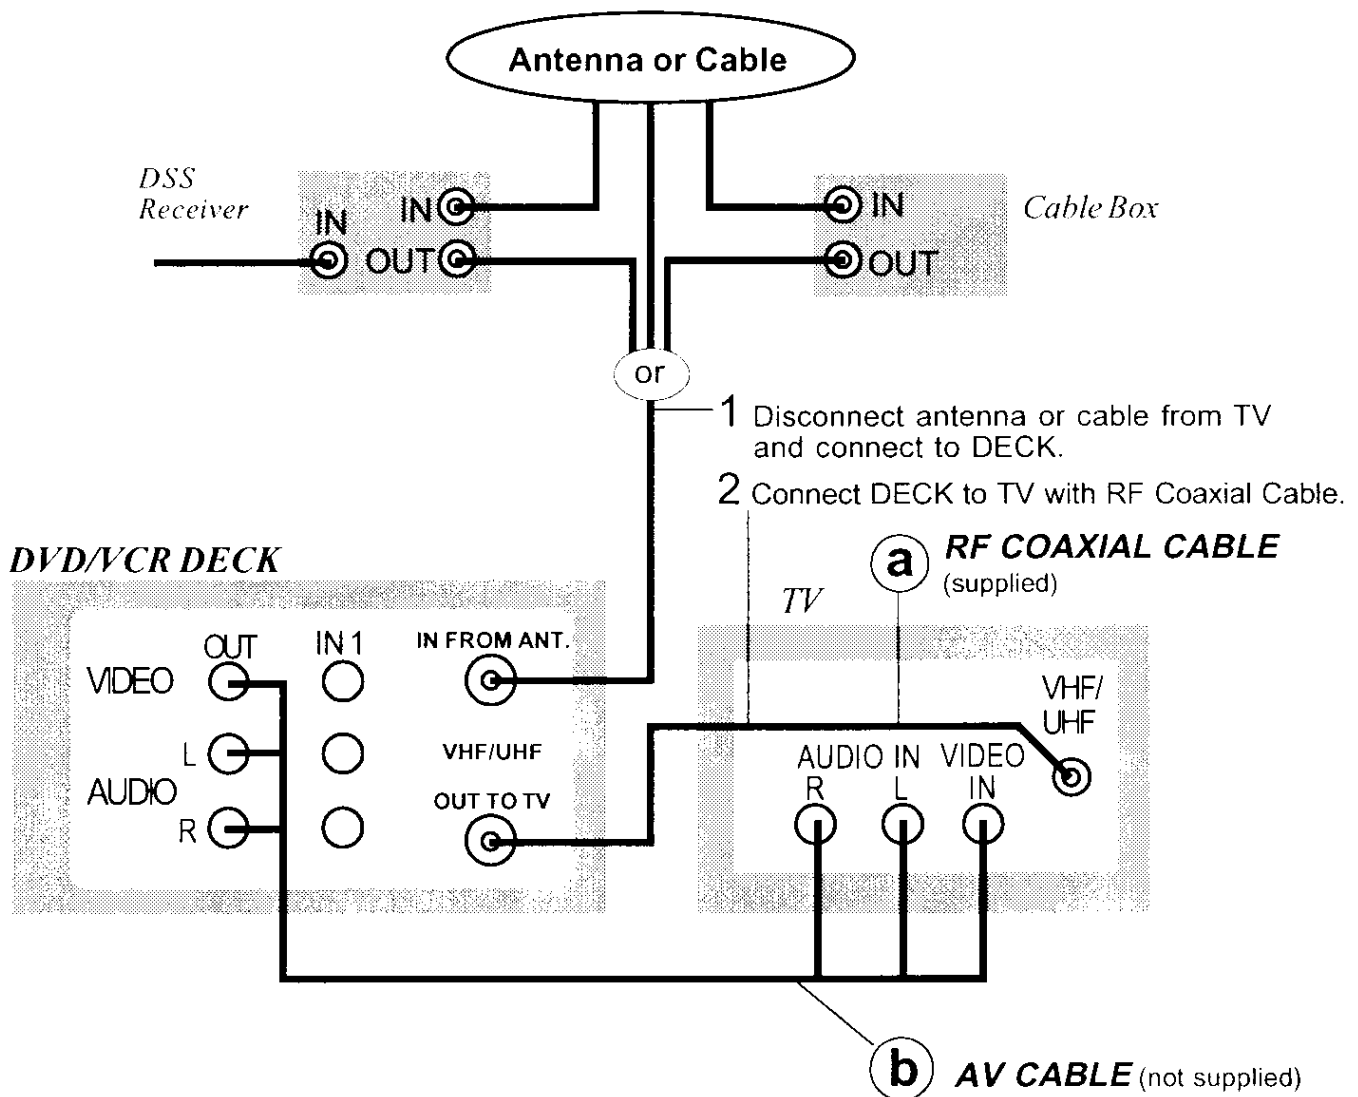 Antenna or Cable
DSS
Receiver
IN
IN
OUT
IN
OUT
Cable Box
or
1 Disconnect antenna or cable from TV
and connect to DECK.
2 Connect DECK to TV with RF Coaxial Cable.
DVD/VCR DECK
a RF COAXIAL CABLE
(supplied)
TV
OUT
IN 1
IN FROM ANT.
VIDEO
L
AUDIO
R
VHF/UHF
OUT TO TV
VHF/
UHF
AUDIO IN
R L
VIDEO
IN
b AV CABLE (not supplied)